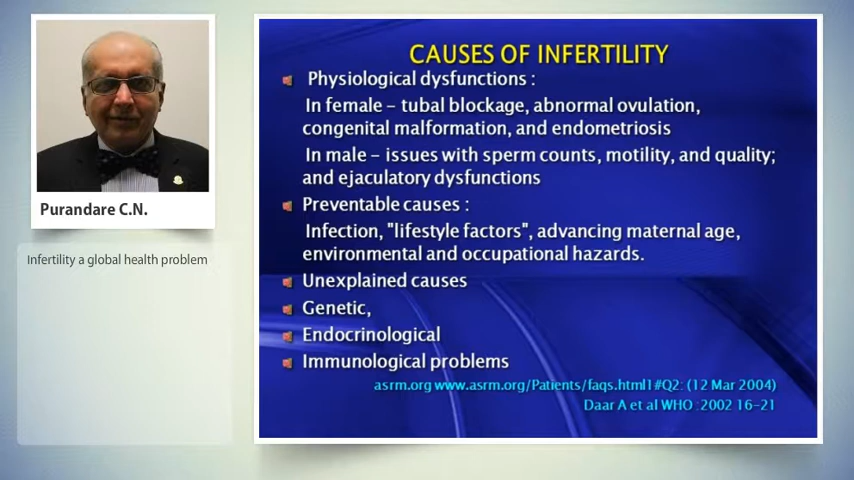 Purandare C.N.
Infertility a global health problem
CAUSES OF INFERTILITY
Physiological dysfunctions :
In female – tubal blockage, abnormal ovulation,
congenital malformation, and endometriosis
In male – issues with sperm counts, motility, and quality;
and ejaculatory dysfunctions
Preventable causes :
Infection, "lifestyle factors", advancing maternal age,
environmental and occupational hazards.
Unexplained causes
Genetic,
Endocrinological
Immunological problems
asrm.org www.asrm.org/Patients/faqs.html1#Q2: (12 Mar 2004)
Daar A et al WHO :2002 16-21